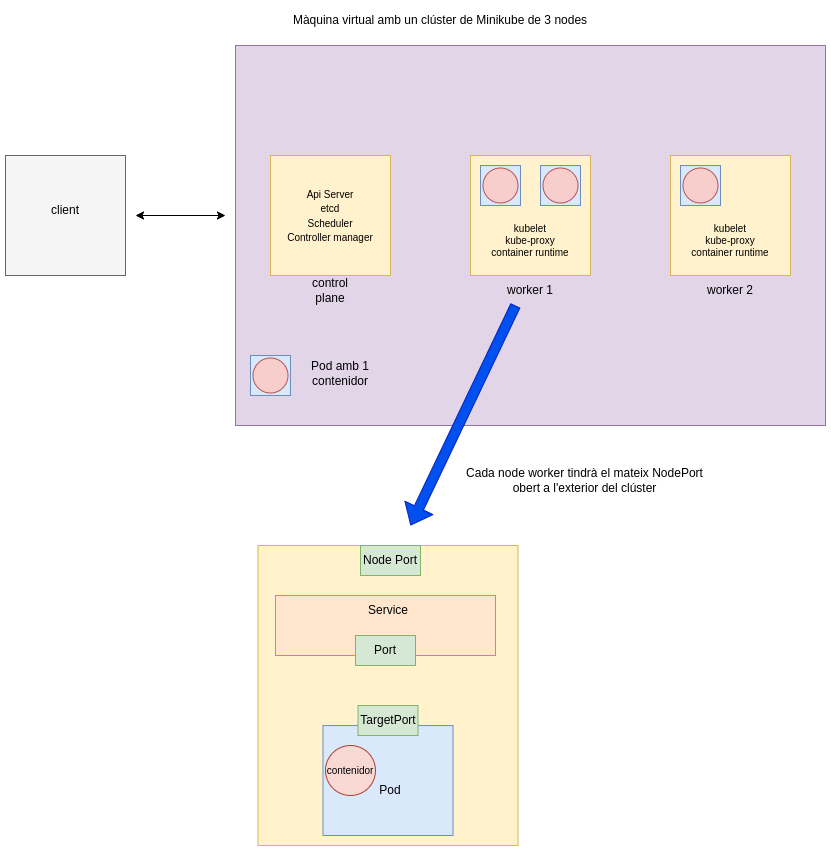 Màquina virtual amb un clúster de Minikube de 3 nodes
client
Api Server
etcd
Scheduler
Controller manager
control
plane
kubelet
kube-proxy
container runtime
worker 1
kubelet
kube-proxy
container runtime
worker 2
Pod amb 1
contenidor
Cada node worker tindrà el mateix NodePort
obert a l'exterior del clúster
Node Port
Service
Port
TargetPort
contenidor
Pod